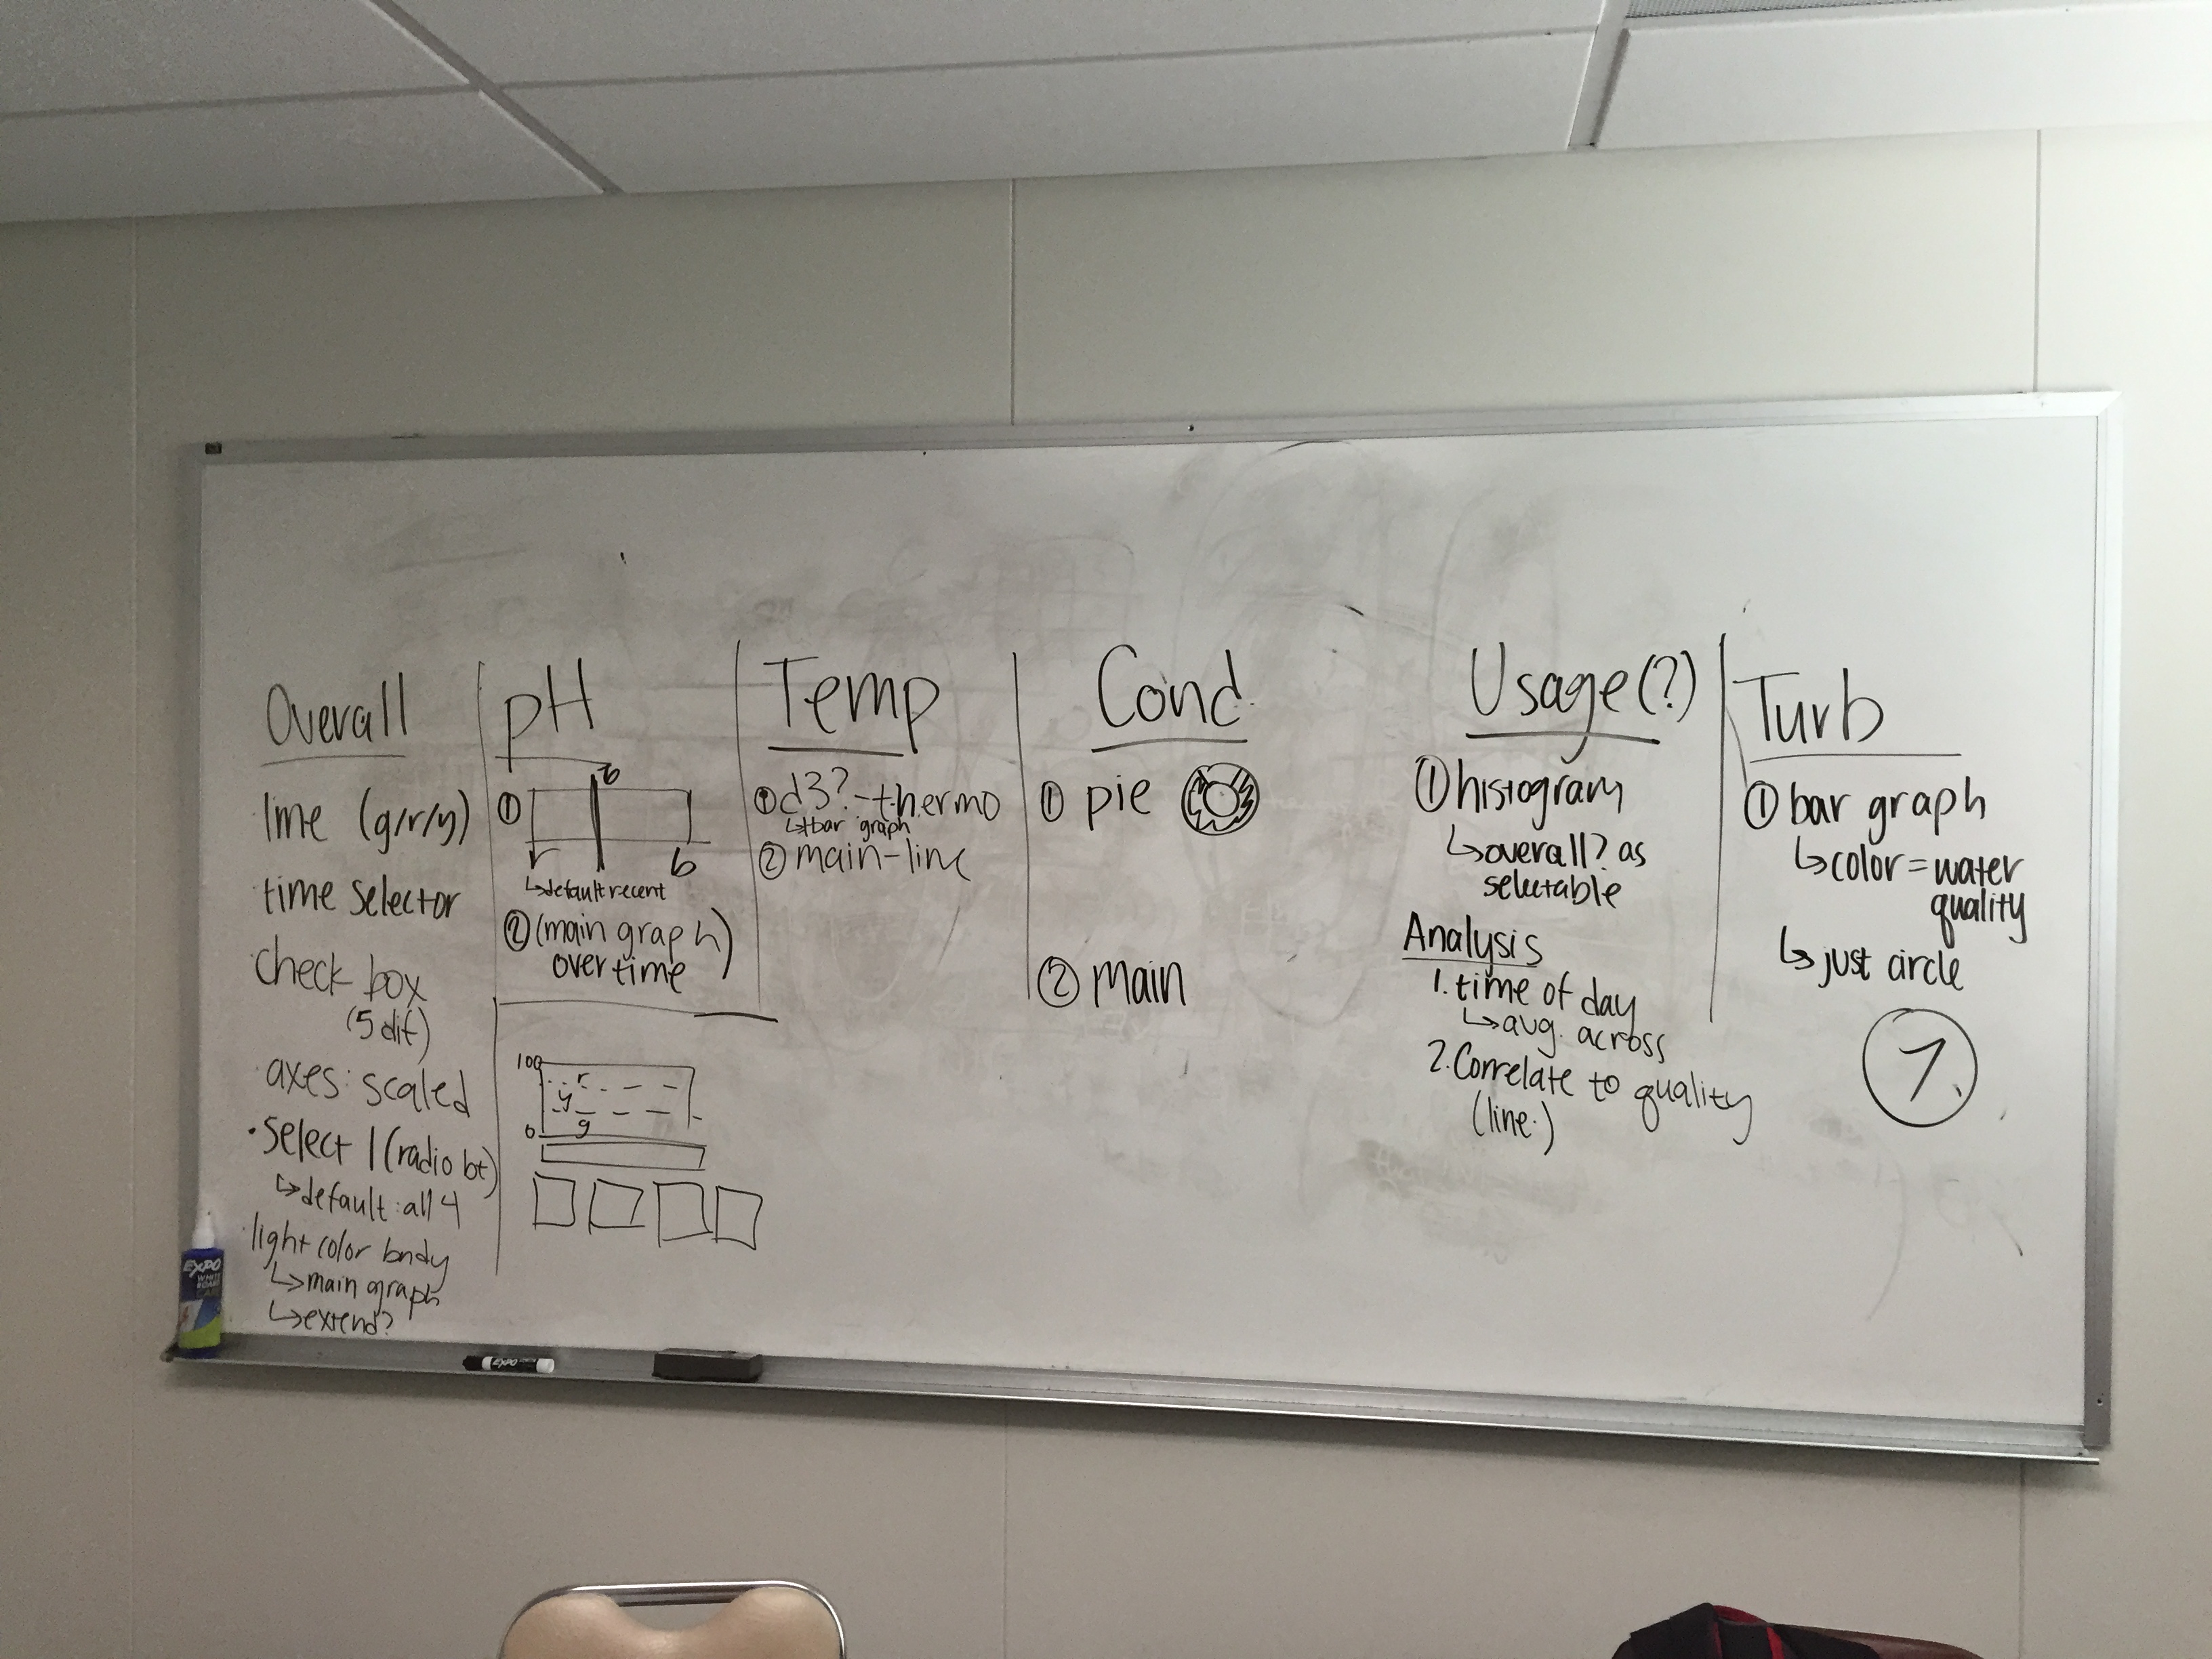 Overall
line (g/r/y)
time selector
check box
(5 dif)
axes: scaled
• select 1 (radio bt)
↳ default: all 4
light color bndy
↳ main graph
↳ extend?
pH
①
r
b
↳ default recent
② (main graph
over time)
100
r
y
g
0
Temp
① d3? - thermo
↳ bar graph
② main - line
Cond.
① pie
② main
Usage (?)
① histogram
↳ overall? as
selectable
Analysis
1. time of day
↳ avg. across
2. Correlate to quality
(line.)
Turb
① bar graph
↳ color = water
quality
↳ just circle
EXPO
WHITE
BOARD
EXPO